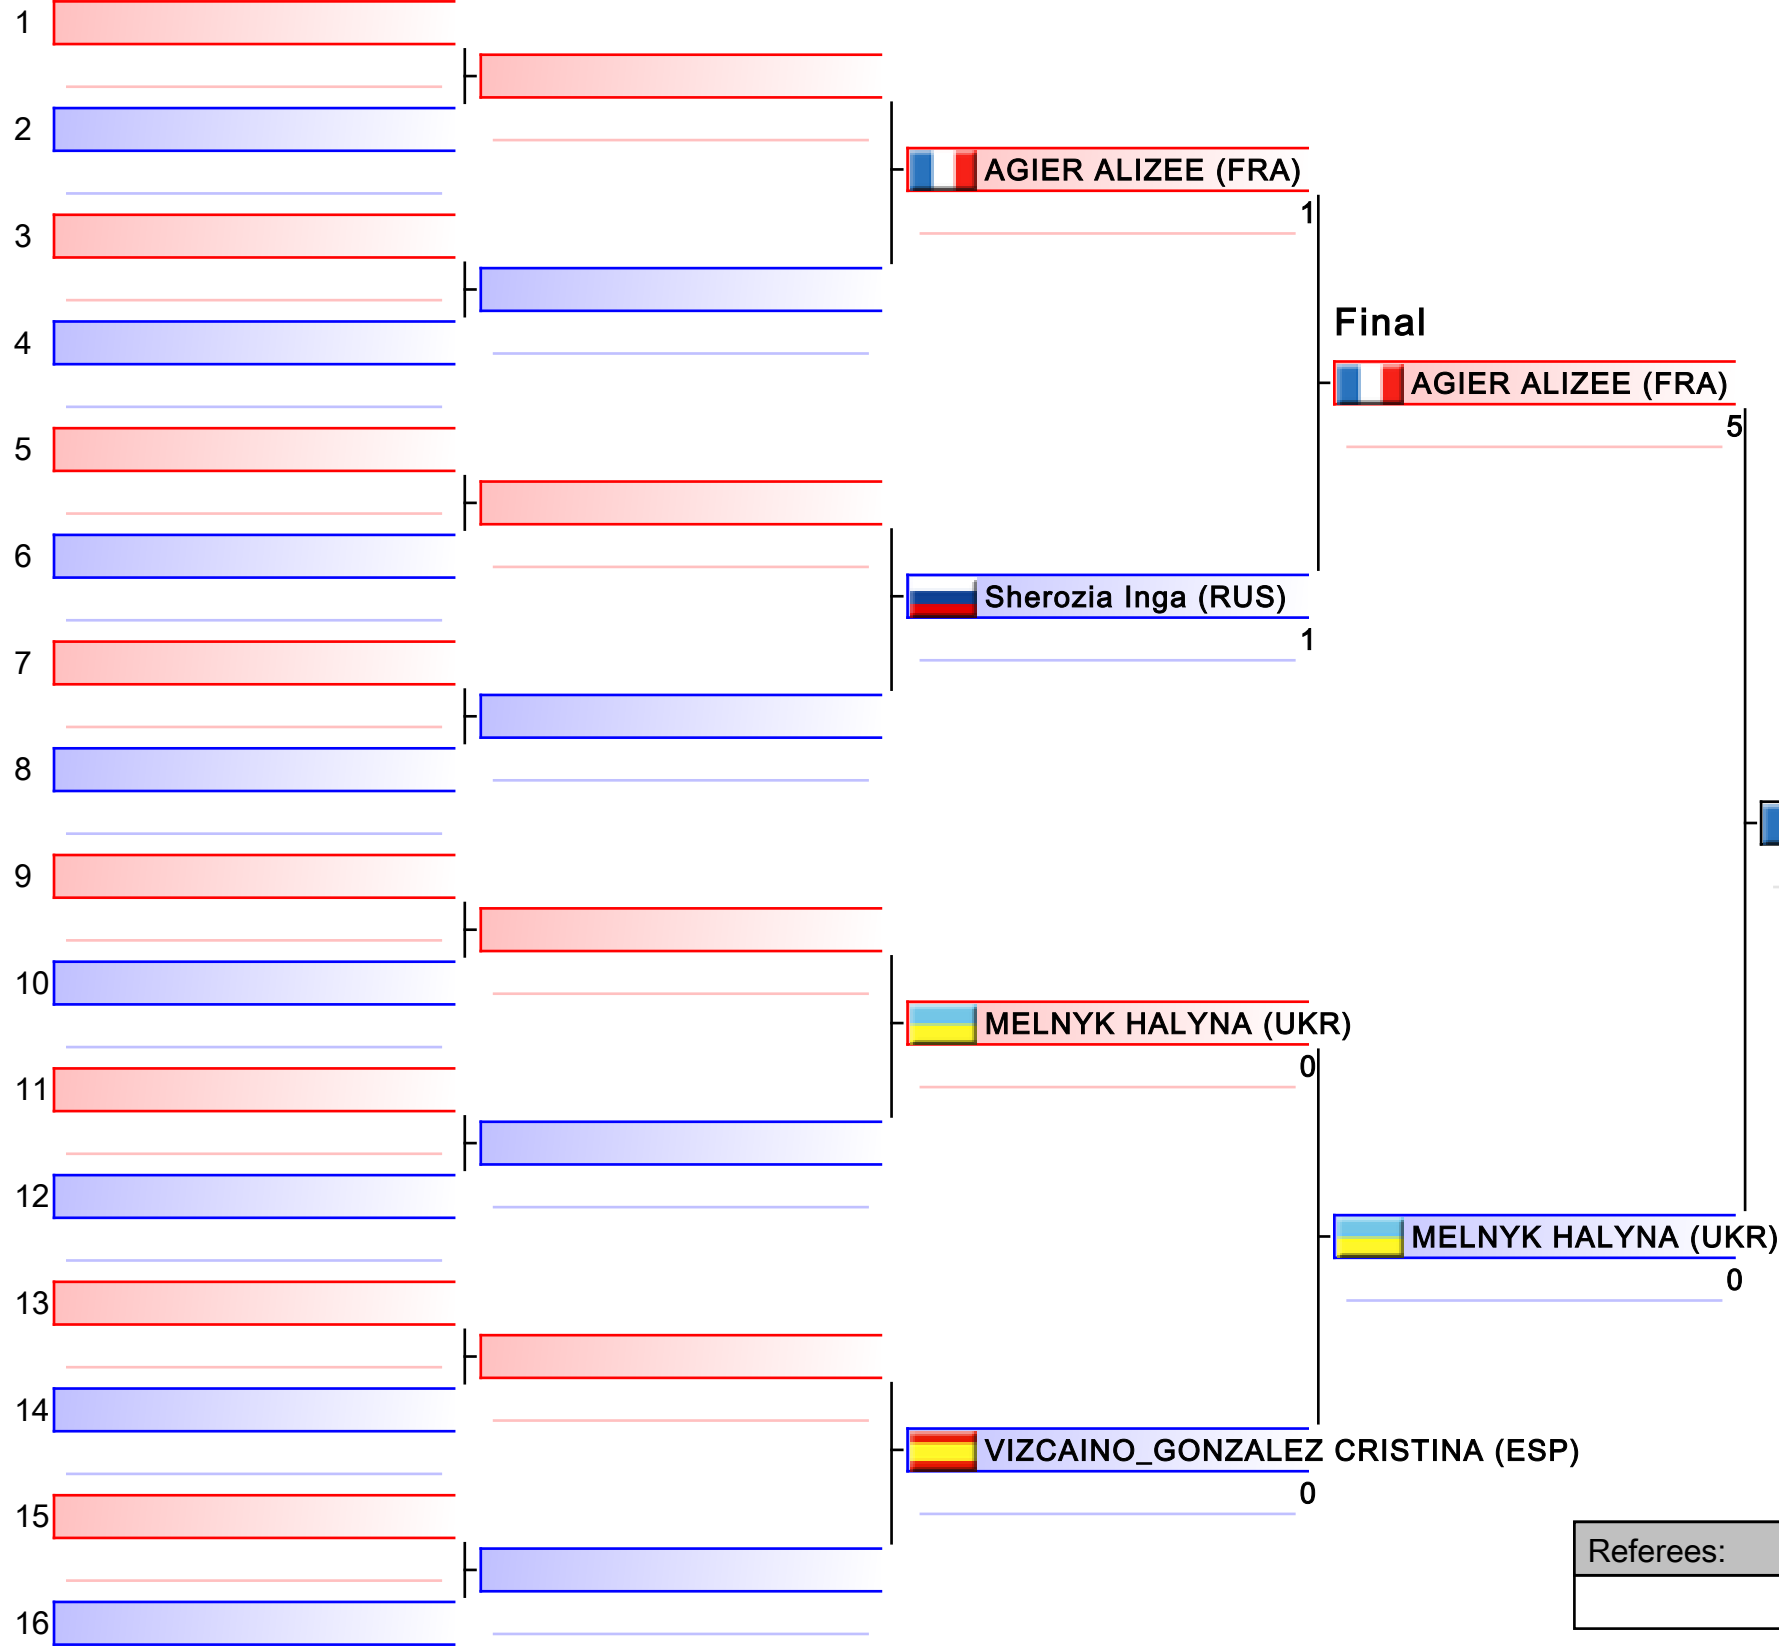 1
2
AGIER ALIZEE (FRA)
1
3
Final
4
AGIER ALIZEE (FRA)
5
5
6
Sherozia Inga (RUS)
1
7
8
9
10
MELNYK HALYNA (UKR)
0
11
12
MELNYK HALYNA (UKR)
0
13
14
VIZCAINO_GONZALEZ CRISTINA (ESP)
0
15
Referees:
16